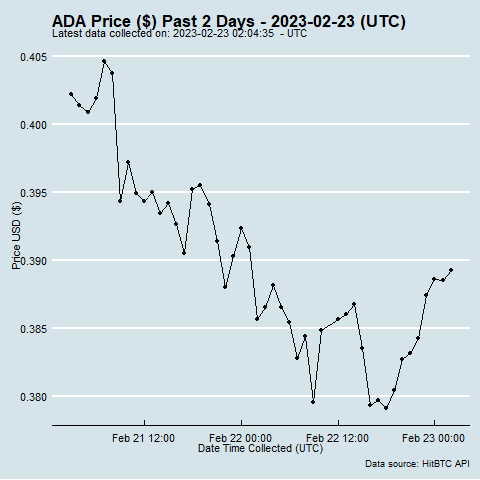 ADA Price ($) Past 2 Days - 2023-02-23 (UTC)
Latest data collected on: 2023-02-23 02:04:35 - UTC
0.405
0.400
0.395
0.390
0.385
0.380
Price USD ($)
Feb 21 12:00
Feb 22 00:00
Feb 22 12:00
Feb 23 00:00
Date Time Collected (UTC)
Data source: HitBTC API